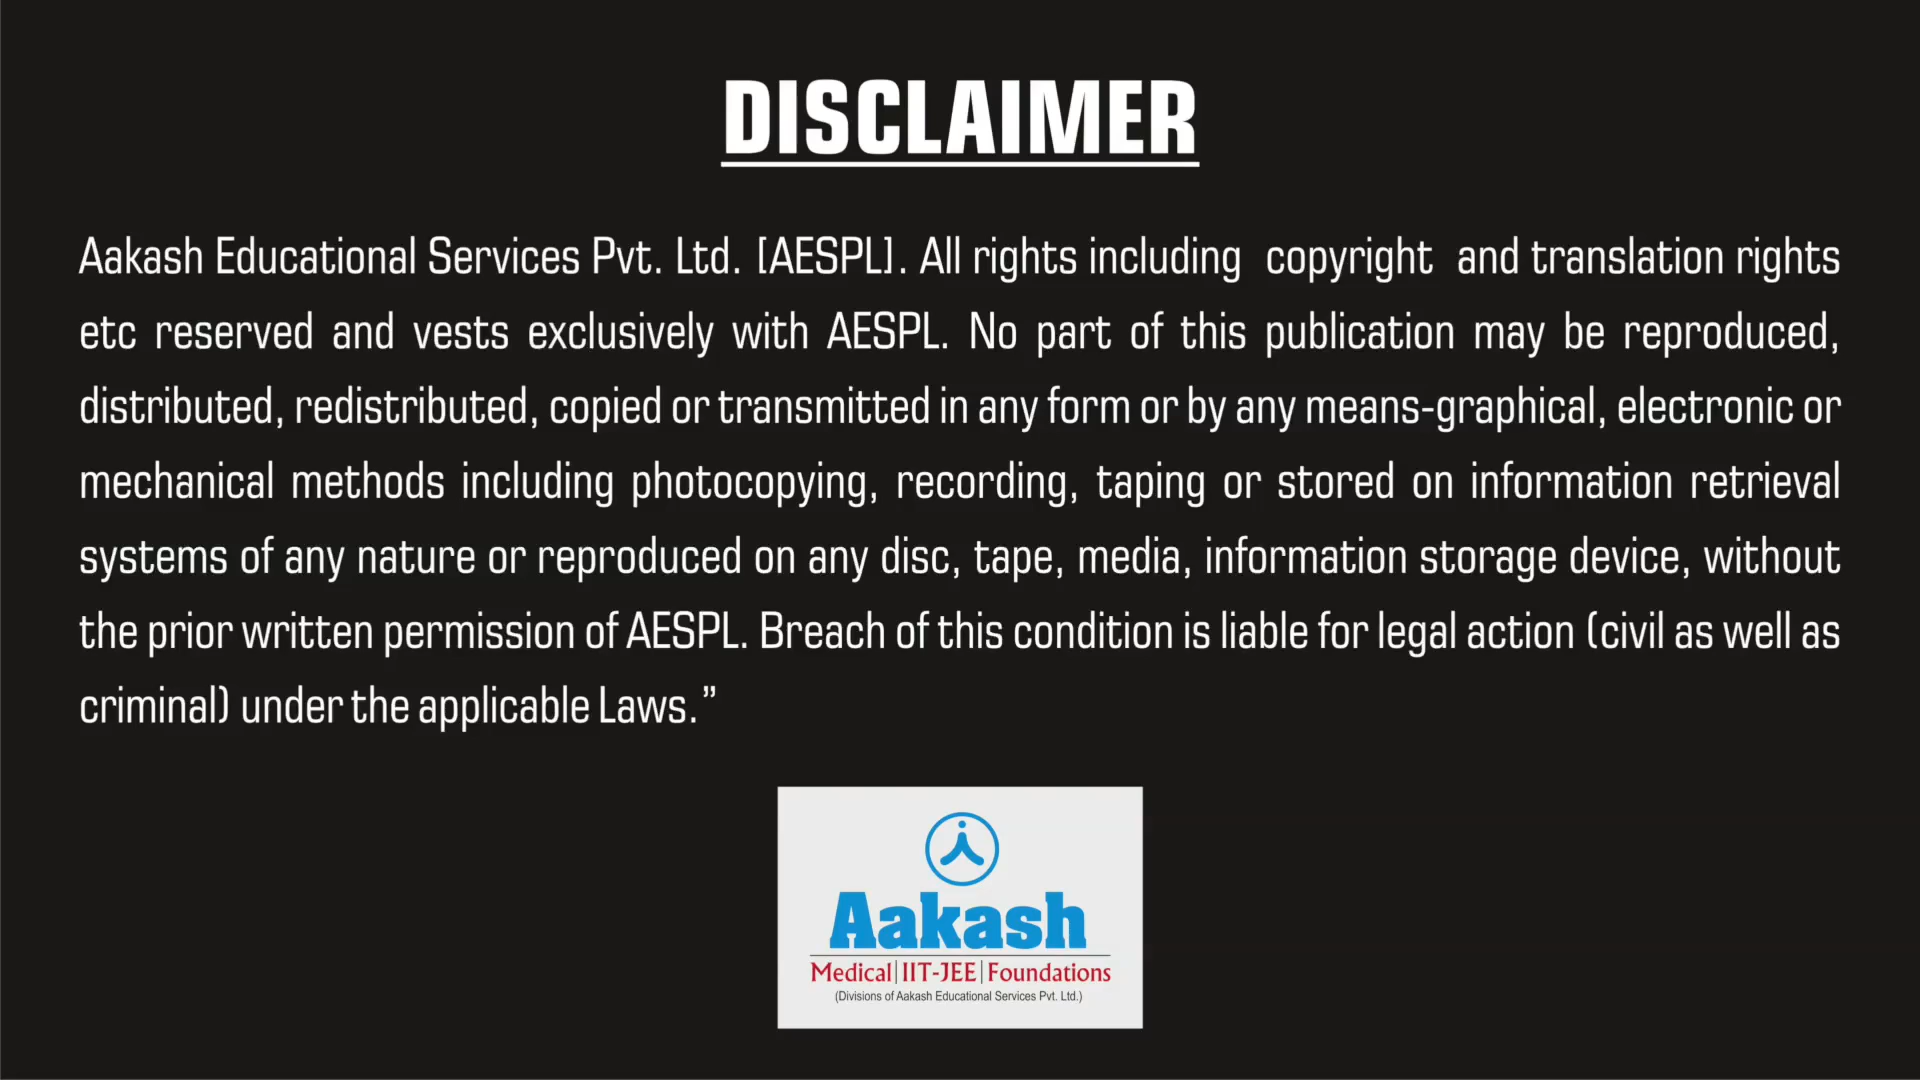 DISCLAIMER
Aakash Educational Services Pvt. Ltd. [AESPL]. All rights including copyright and translation rights
etc reserved and vests exclusively with AESPL. No part of this publication may be reproduced,
distributed, redistributed, copied or transmitted in any form or by any means-graphical, electronic or
mechanical methods including photocopying, recording, taping or stored on information retrieval
systems of any nature or reproduced on any disc, tape, media, information storage device, without
the prior written permission of AESPL. Breach of this condition is liable for legal action (civil as well as
criminal) under the applicable Laws.”
Aakash
Medical|IIT-JEE|Foundations
(Divisions of Aakash Educational Services Pvt. Ltd.)